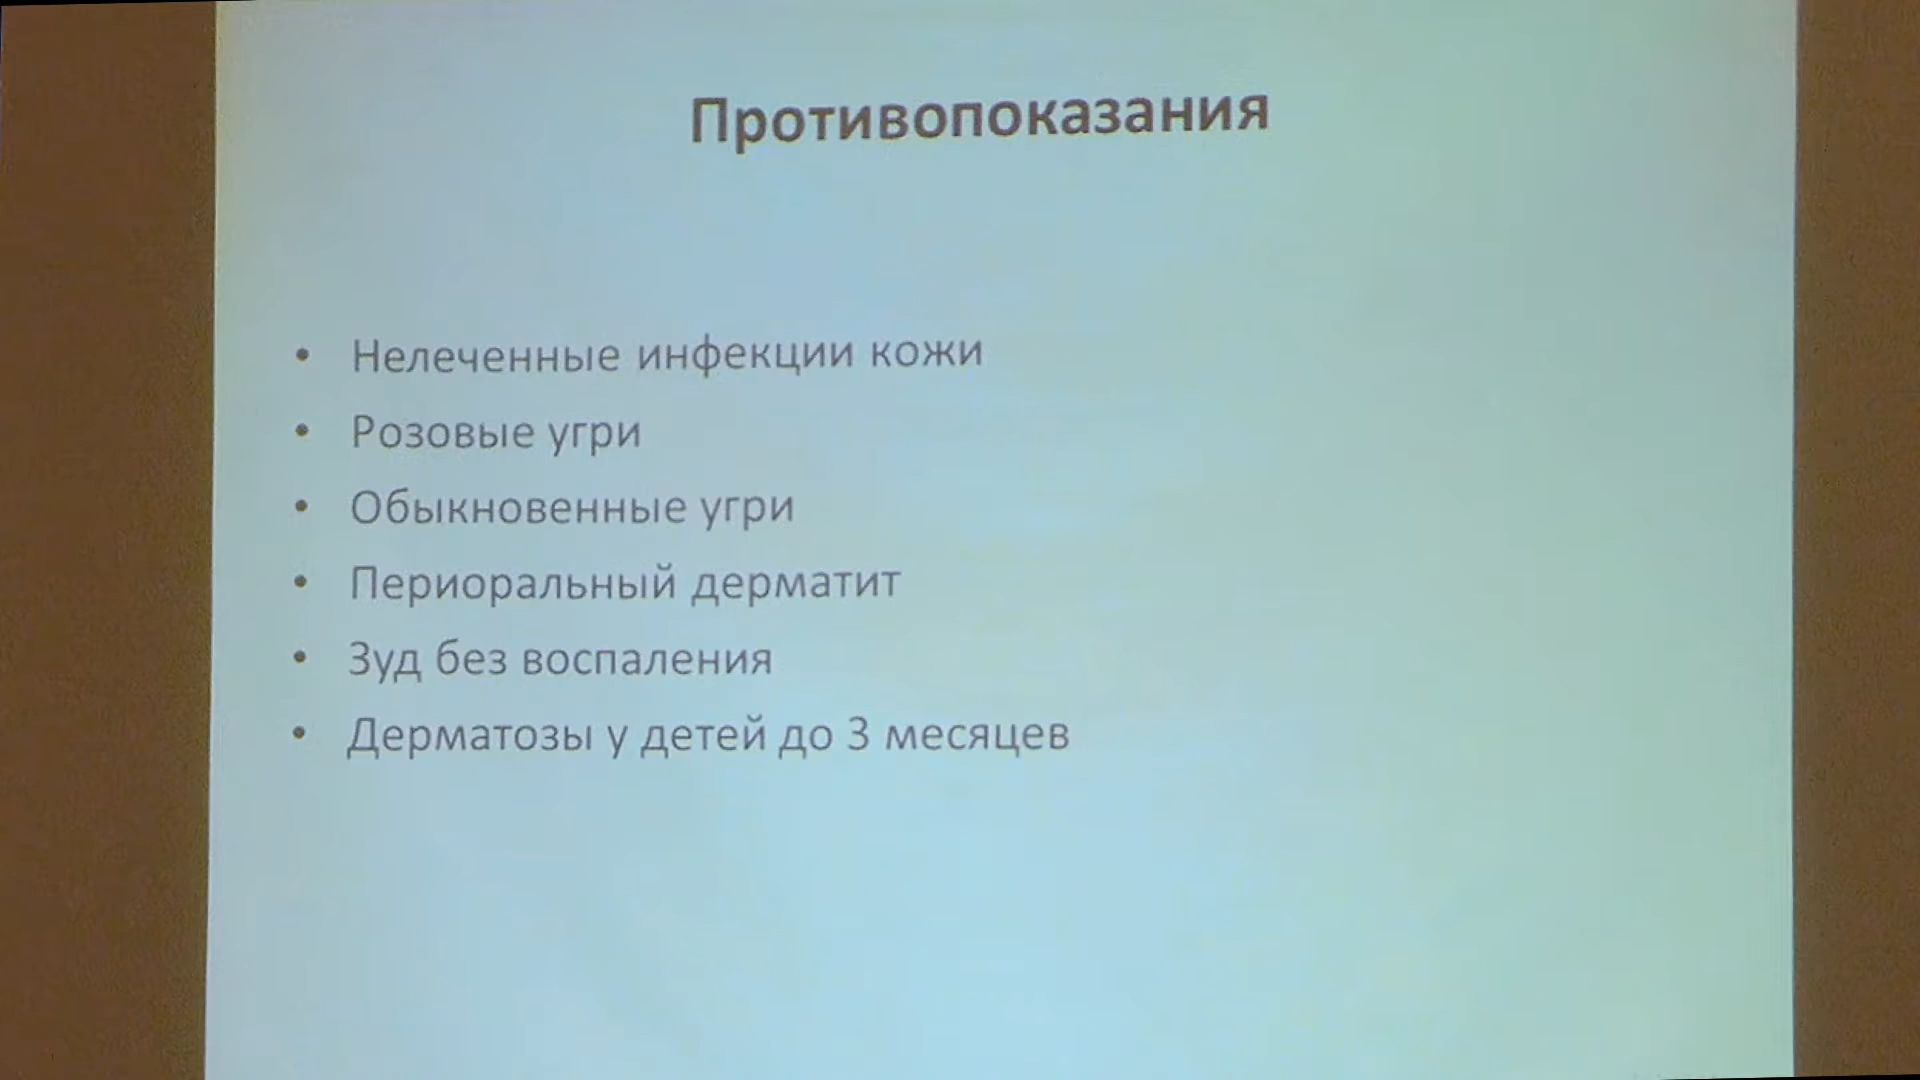 Противопоказания
• Нелеченные инфекции кожи
• Розовые угри
• Обыкновенные угри
• Периоральный дерматит
• Зуд без воспаления
• Дерматозы у детей до 3 месяцев